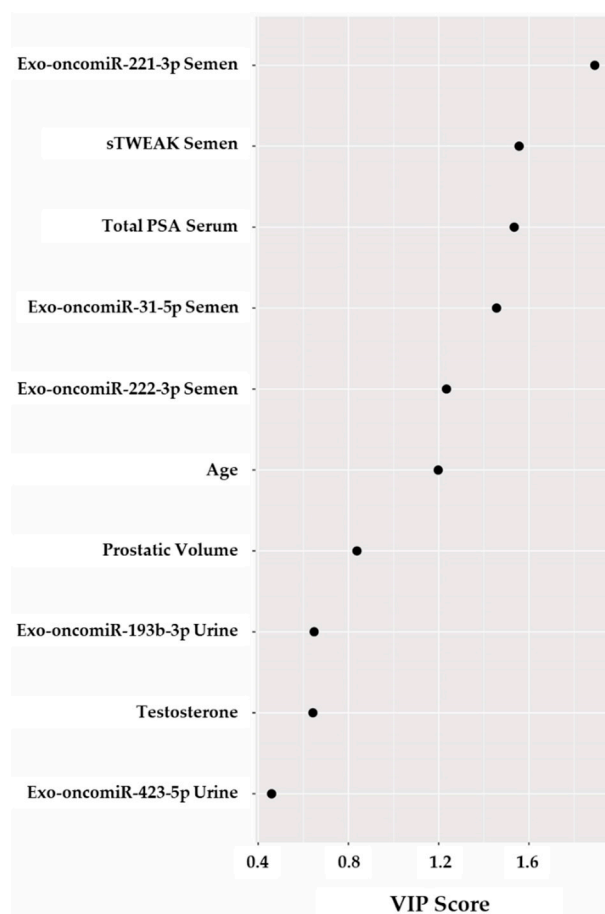 Exo-oncomiR-221-3p Semen
sTWEAK Semen
Total PSA Serum
Exo-oncomiR-31-5p Semen
Exo-oncomiR-222-3p Semen
Age
Prostatic Volume
Exo-oncomiR-193b-3p Urine
Testosterone
Exo-oncomiR-423-5p Urine
0.4 0.8 1.2 1.6
VIP Score